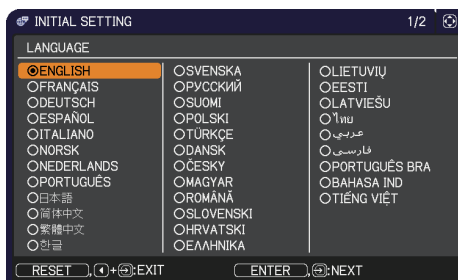 INITIAL SETTING 1/2
LANGUAGE
ENGLISH
FRANÇAIS
DEUTSCH
ESPAÑOL
ITALIANO
NORSK
NEDERLANDS
PORTUGUÊS
日本語
简体中文
繁體中文
한글
SVENSKA
РУССКИЙ
SUOMI
POLSKI
TÜRKÇE
DANSK
ČESKY
MAGYAR
ROMÂNĂ
SLOVENSKI
HRVATSKI
ΕΛΛΗΝΙΚΑ
LIETUVIŲ
EESTI
LATVIEŠU
ไทย
عربي
فارسی
PORTUGUÊS BRA
BAHASA IND
TIẾNG VIỆT
RESET ,+:EXIT ENTER ,:NEXT